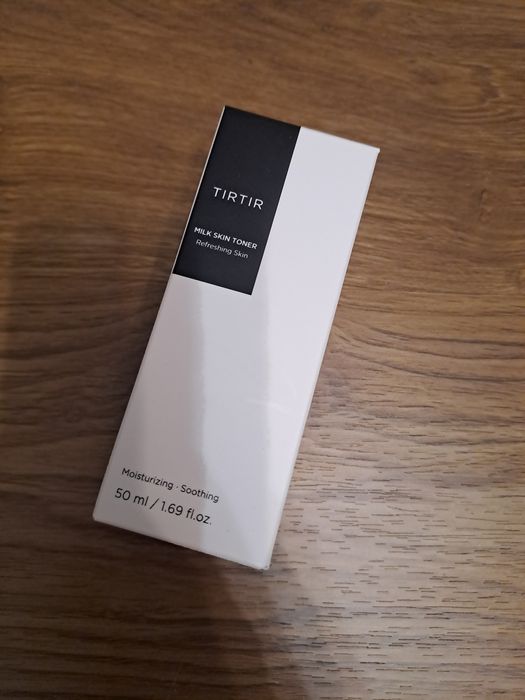 TIRTIR
MILK SKIN TONER
Refreshing Skin
Moisturizing · Soothing
50 ml / 1.69 fl.oz.